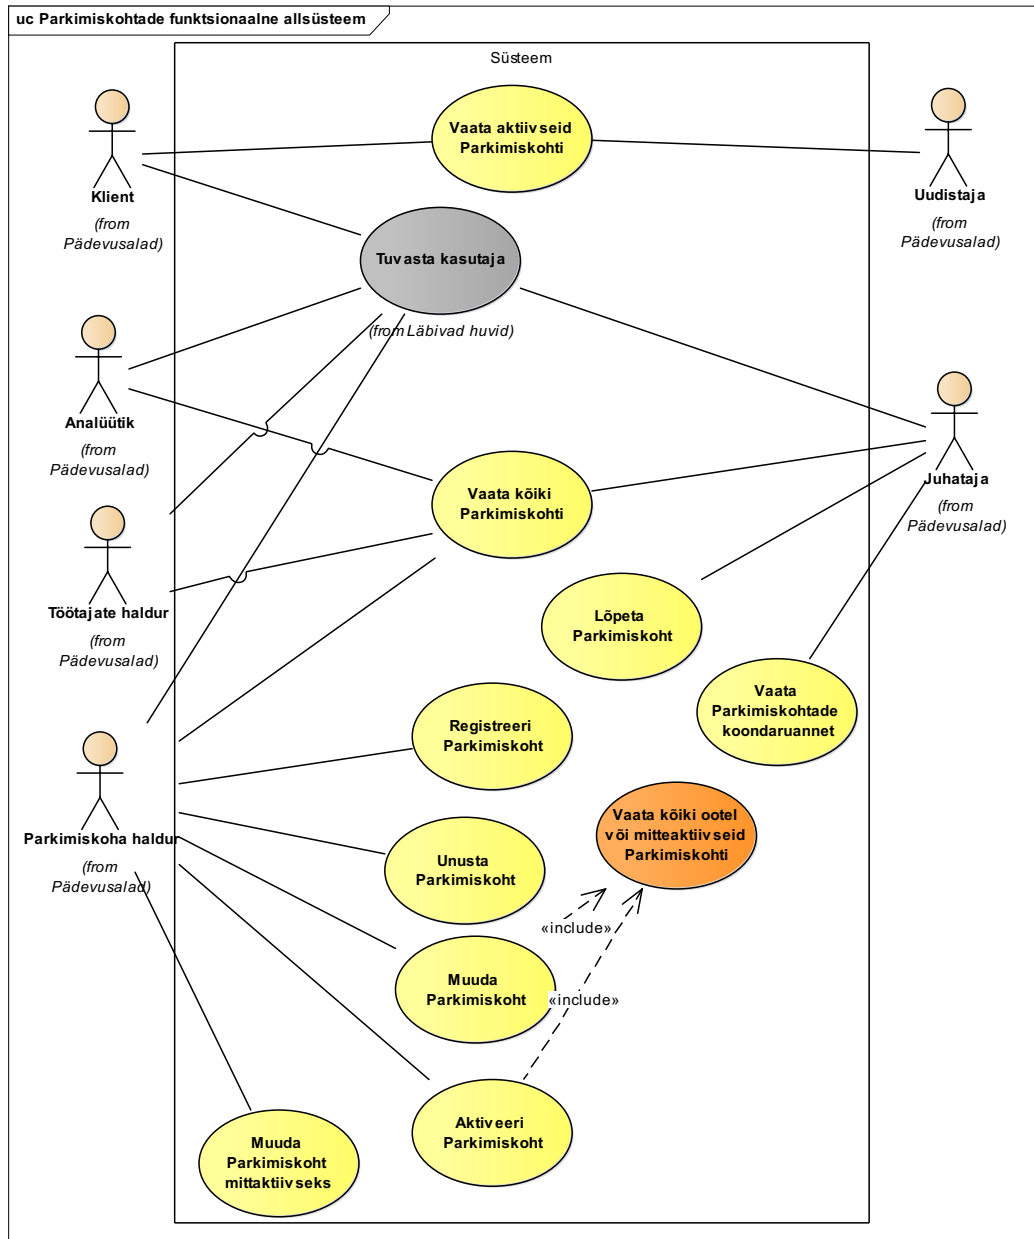 uc Parkimiskohtade funktsionaalne allsüsteem
Süsteem
Vaata aktiivseid
Parkimiskohti
Klient
(from
Pädevusalad)
Uudistaja
(from
Pädevusalad)
Tuvasta kasutaja
(from Läbivad huvid)
Analüütik
(from
Pädevusalad)
Juhataja
(from
Pädevusalad)
Vaata kõiki
Parkimiskohti
Töötajate haldur
(from
Pädevusalad)
Lõpeta
Parkimiskoht
Vaata
Parkimiskohtade
koondaruannet
Registreeri
Parkimiskoht
Parkimiskoha haldur
(from
Pädevusalad)
Vaata kõiki ootel
või mitteaktiivseid
Parkimiskohti
Unusta
Parkimiskoht
«include»
Muuda
Parkimiskoht
«include»
Aktiveeri
Parkimiskoht
Muuda
Parkimiskoht
mittaktiivseks